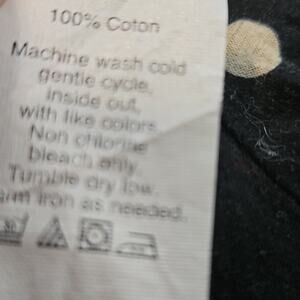 100% Coton
Machine wash cold
gentle cycle,
inside out,
with like colors.
Non chlorine
bleach only.
Tumble dry low.
arm iron as needed.